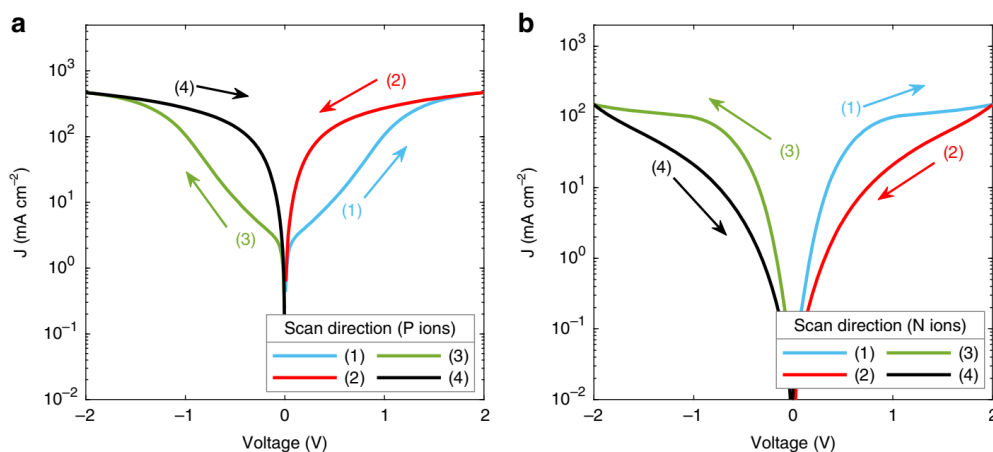 a
10³
10²
10¹
10⁰
10⁻¹
10⁻²
J (mA cm⁻²)
(4)
(2)
(1)
(3)
Scan direction (P ions)
(1) (3)
(2) (4)
−2 −1 0 1 2
Voltage (V)
b
10³
10²
10¹
10⁰
10⁻¹
10⁻²
J (mA cm⁻²)
(1)
(3)
(2)
(4)
Scan direction (N ions)
(1) (3)
(2) (4)
−2 −1 0 1 2
Voltage (V)